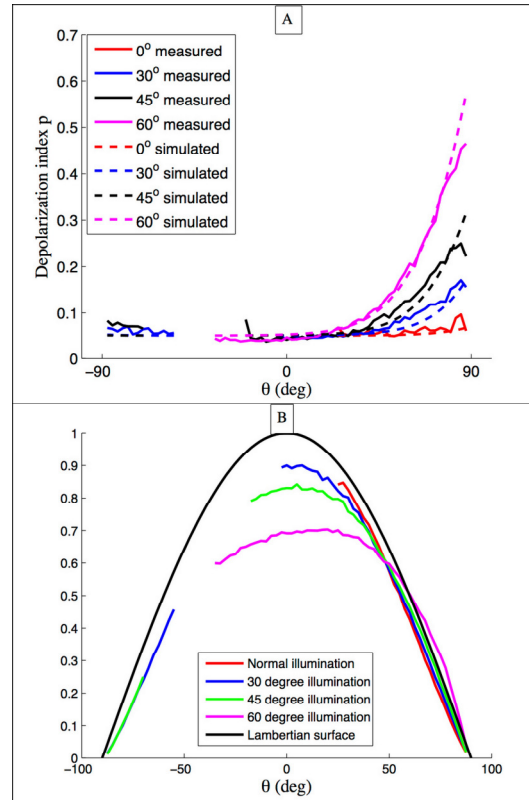 A
0.7
0.6
0.5
0.4
0.3
0.2
0.1
0
Depolarization index p
0° measured
30° measured
45° measured
60° measured
0° simulated
30° simulated
45° simulated
60° simulated
−90
0
90
θ (deg)
B
1
0.9
0.8
0.7
0.6
0.5
0.4
0.3
0.2
0.1
0
Normal illumination
30 degree illumination
45 degree illumination
60 degree illumination
Lambertian surface
−100
−50
0
50
100
θ (deg)